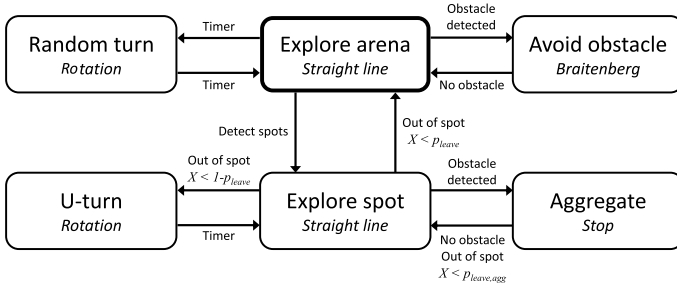 Random turn
Rotation
Timer
Timer
Explore arena
Straight line
Obstacle
detected
No obstacle
Avoid obstacle
Braitenberg
Detect spots
Out of spot
X < p_leave
Out of spot
X < 1-p_leave
U-turn
Rotation
Timer
Explore spot
Straight line
Obstacle
detected
No obstacle
Out of spot
X < p_leave,agg
Aggregate
Stop